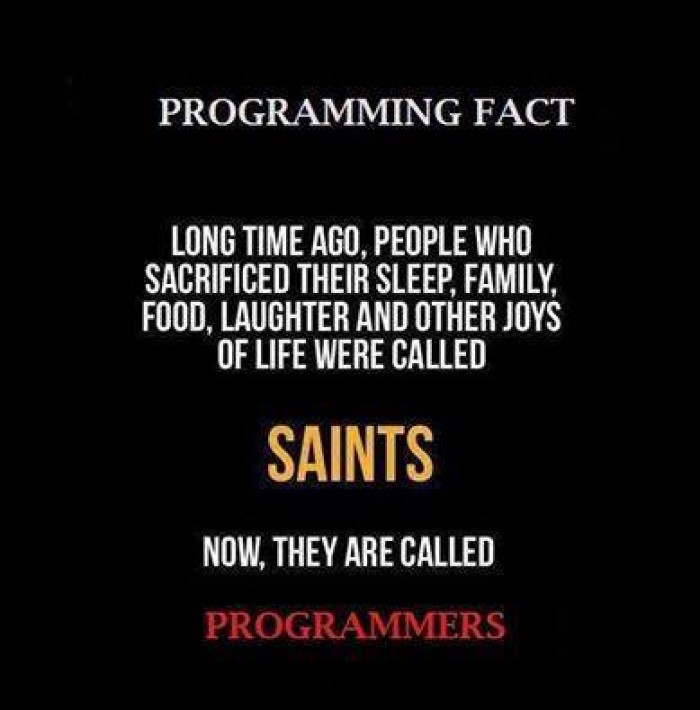 PROGRAMMING FACT
LONG TIME AGO, PEOPLE WHO
SACRIFICED THEIR SLEEP, FAMILY,
FOOD, LAUGHTER AND OTHER JOYS
OF LIFE WERE CALLED
SAINTS
NOW, THEY ARE CALLED
PROGRAMMERS